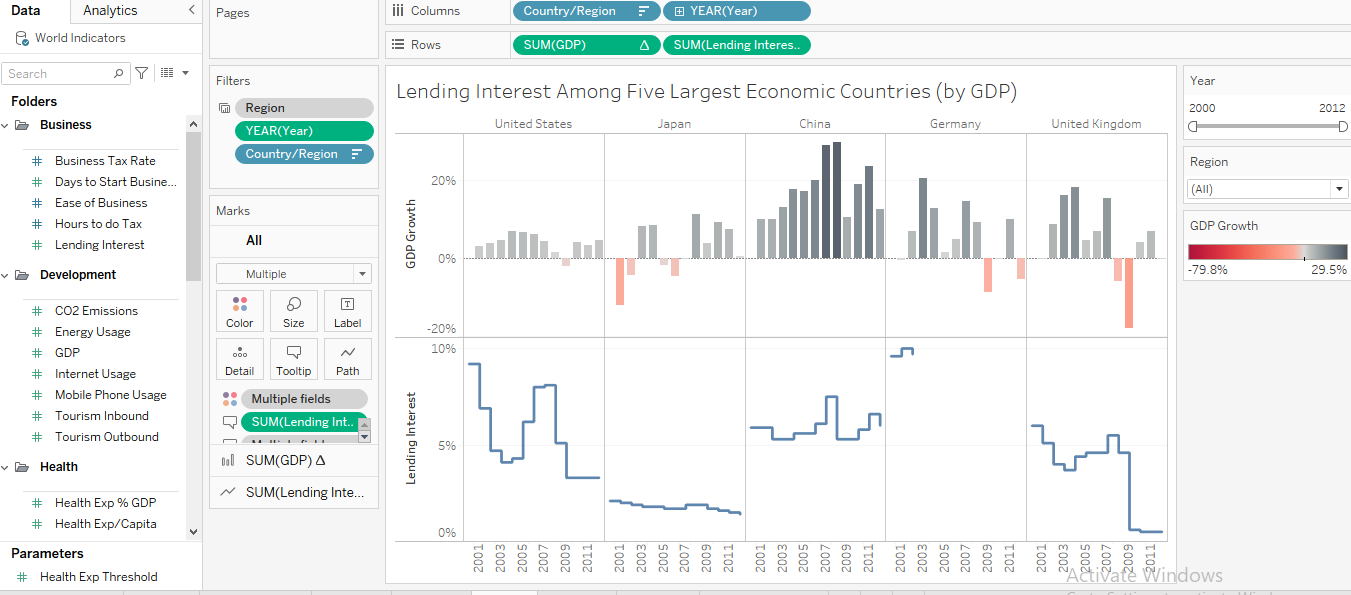 Data
Analytics
World Indicators
Search
Folders
Business
Business Tax Rate
Days to Start Busine...
Ease of Business
Hours to do Tax
Lending Interest
Development
CO2 Emissions
Energy Usage
GDP
Internet Usage
Mobile Phone Usage
Tourism Inbound
Tourism Outbound
Health
Health Exp % GDP
Health Exp/Capita
Parameters
Health Exp Threshold
Pages
Filters
Region
YEAR(Year)
Country/Region
Marks
All
Multiple
Color Size Label
Detail Tooltip Path
Multiple fields
SUM(Lending Int..
SUM(GDP) Δ
SUM(Lending Inte...
Columns Country/Region YEAR(Year)
Rows SUM(GDP) Δ SUM(Lending Interes..
Lending Interest Among Five Largest Economic Countries (by GDP)
United States Japan China Germany United Kingdom
GDP Growth
20%
0%
-20%
Lending Interest
10%
5%
0%
2001 2003 2005 2007 2009 2011 2001 2003 2005 2007 2009 2011 2001 2003 2005 2007 2009 2011 2001 2003 2005 2007 2009 2011 2001 2003 2005 2007 2009 2011
Year
2000 2012
Region
(All)
GDP Growth
-79.8% 29.5%
Activate Windows